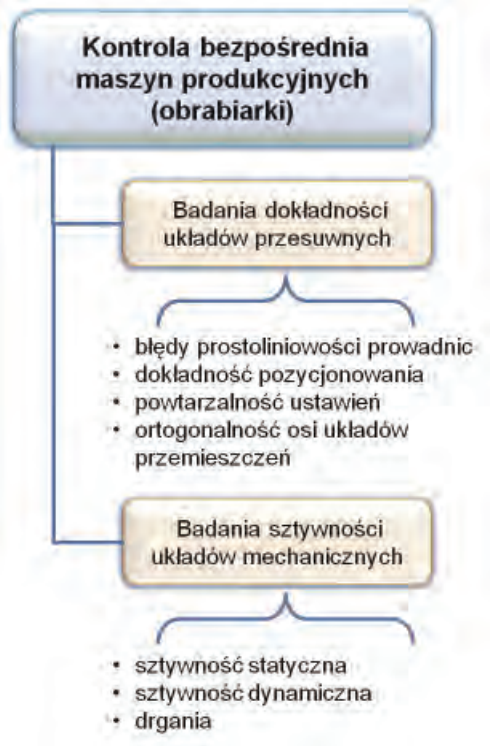 Kontrola bezpośrednia
maszyn produkcyjnych
(obrabiarki)
Badania dokładności
układów przesuwnych
• błędy prostoliniowości prowadnic
• dokładność pozycjonowania
• powtarzalność ustawień
• ortogonalność osi układów
przemieszczeń
Badania sztywności
układów mechanicznych
• sztywność statyczna
• sztywność dynamiczna
• drgania